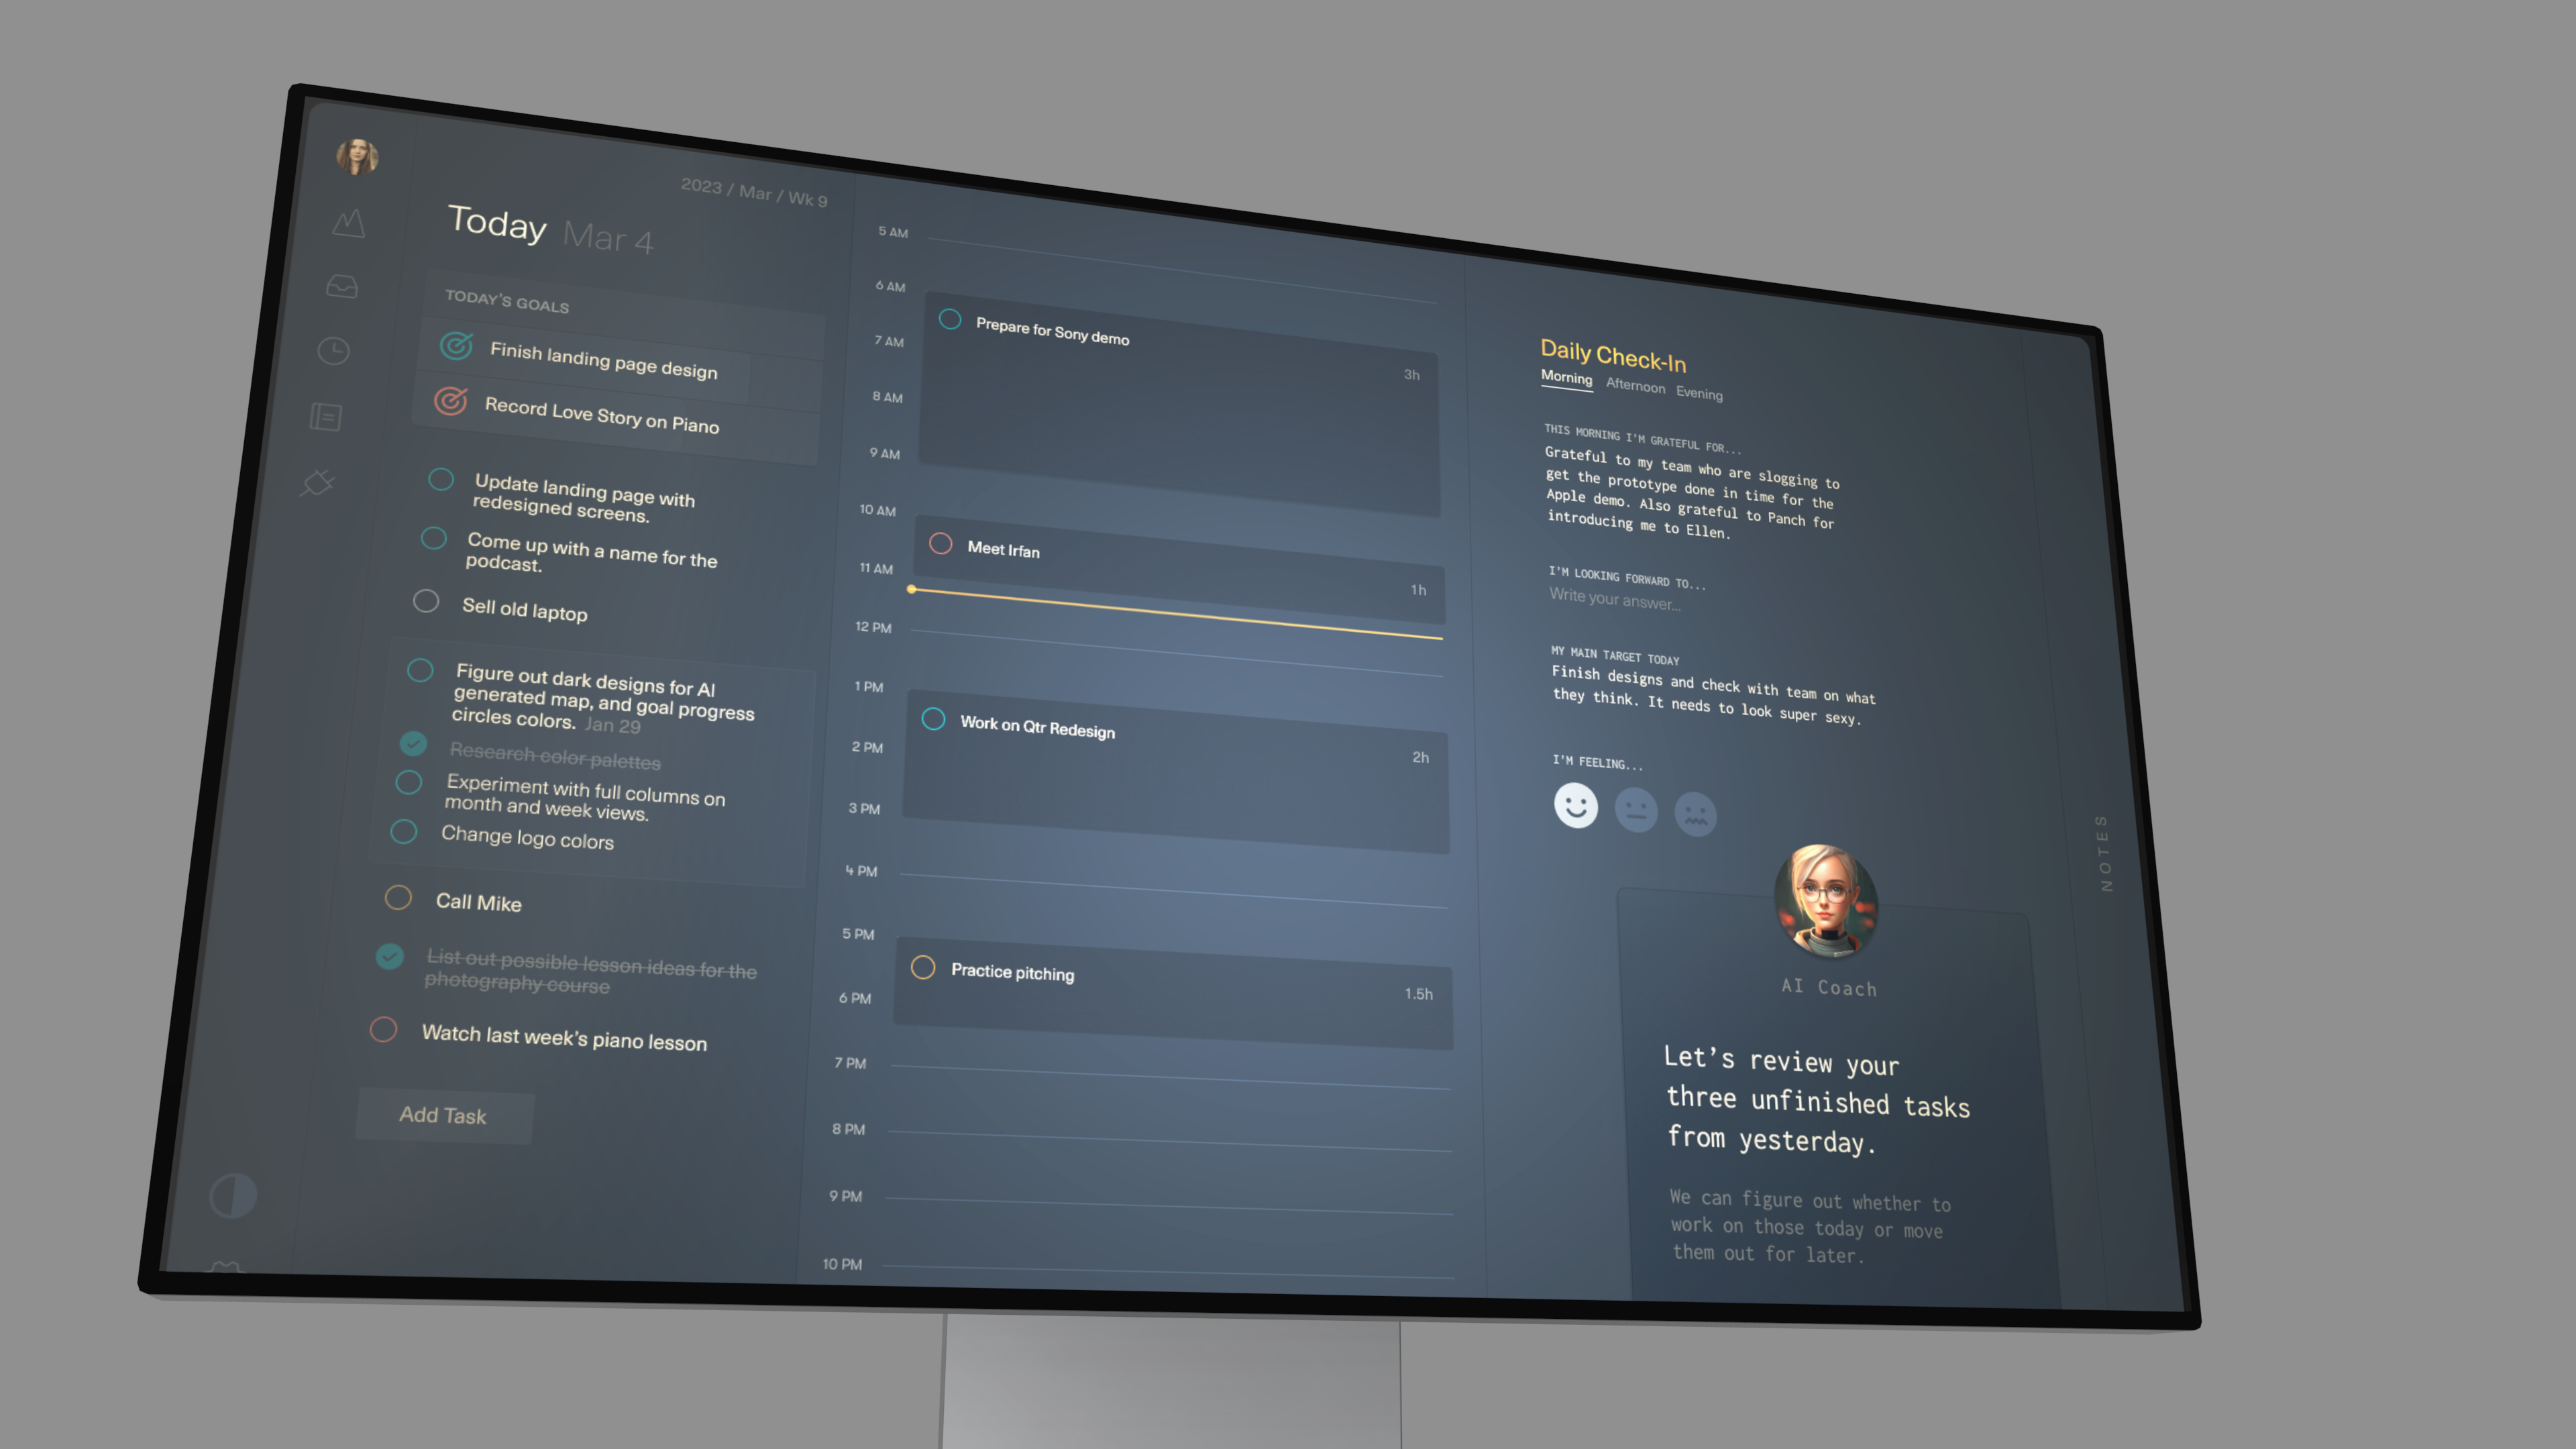 2023 / Mar / Wk 9
Today Mar 4
TODAY'S GOALS
Finish landing page design
Record Love Story on Piano
Update landing page with
redesigned screens.
Come up with a name for the
podcast.
Sell old laptop
Figure out dark designs for AI
generated map, and goal progress
circles colors. Jan 29
Research color palettes
Experiment with full columns on
month and week views.
Change logo colors
Call Mike
List out possible lesson ideas for the
photography course
Watch last week's piano lesson
Add Task
5 AM
6 AM
Prepare for Sony demo
3h
7 AM
8 AM
9 AM
10 AM
Meet Irfan
1h
11 AM
12 PM
1 PM
Work on Qtr Redesign
2h
2 PM
3 PM
4 PM
5 PM
Practice pitching
1.5h
6 PM
7 PM
8 PM
9 PM
10 PM
Daily Check-In
Morning Afternoon Evening
THIS MORNING I'M GRATEFUL FOR...
Grateful to my team who are slogging to
get the prototype done in time for the
Apple demo. Also grateful to Panch for
introducing me to Ellen.
I'M LOOKING FORWARD TO...
Write your answer...
MY MAIN TARGET TODAY
Finish designs and check with team on what
they think. It needs to look super sexy.
I'M FEELING...
AI Coach
Let's review your
three unfinished tasks
from yesterday.
We can figure out whether to
work on those today or move
them out for later.
NOTES